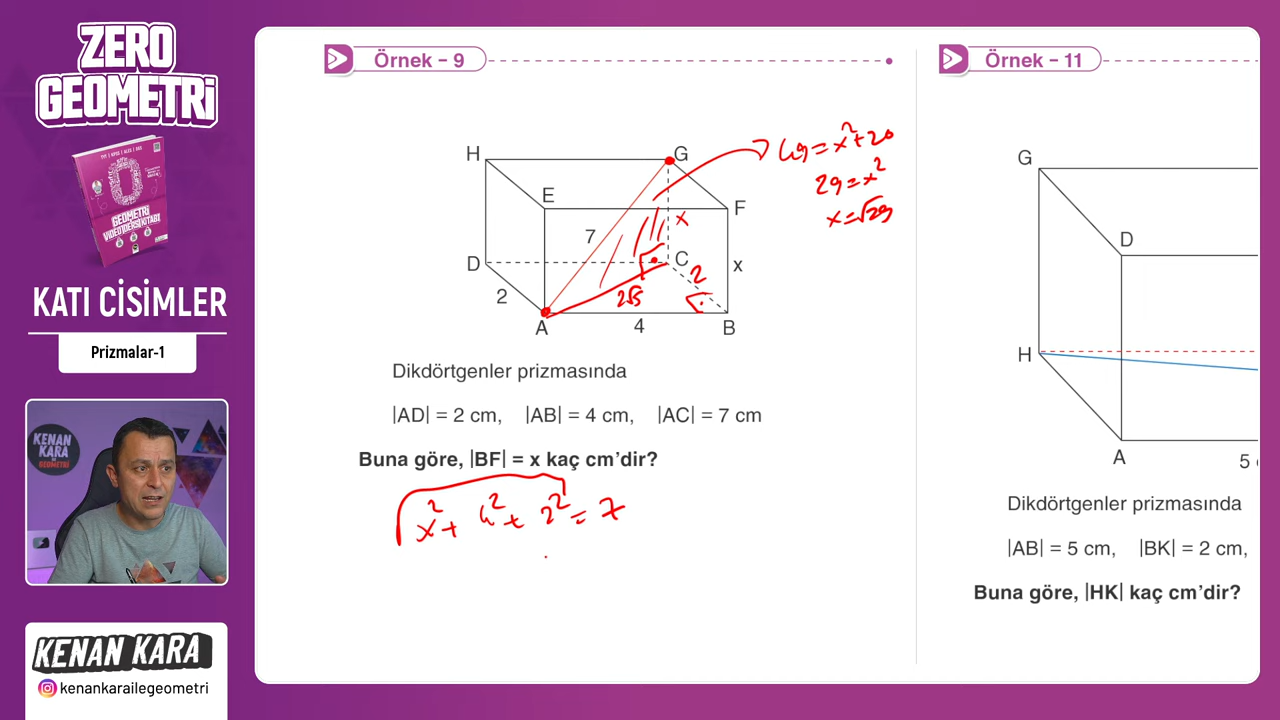 ZERO
GEOMETRİ
GEOMETRİ
VİDEO DERS KİTABI
KATI CİSİMLER
Prizmalar-1
KENAN
KARA
KENAN KARA
kenankarailegeometri
Örnek – 9
H
G
E
F
D
C
A
B
7
x
x
2
2
2√5
4
49 = x² + 20
29 = x²
x = √29
Dikdörtgenler prizmasında
|AD| = 2 cm, |AB| = 4 cm, |AC| = 7 cm
Buna göre, |BF| = x kaç cm'dir?
√x² + 4² + 2² = 7
Örnek – 11
G
D
H
A
5
Dikdörtgenler prizmasında
|AB| = 5 cm, |BK| = 2 cm,
Buna göre, |HK| kaç cm'dir?